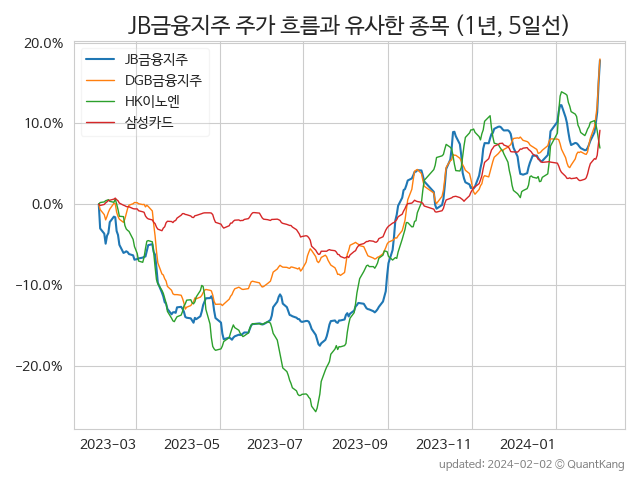 JB금융지주 주가 흐름과 유사한 종목 (1년, 5일선)
20.0%
10.0%
0.0%
−10.0%
−20.0%
JB금융지주
DGB금융지주
HK이노엔
삼성카드
2023-03 2023-05 2023-07 2023-09 2023-11 2024-01
updated: 2024-02-02 © QuantKang